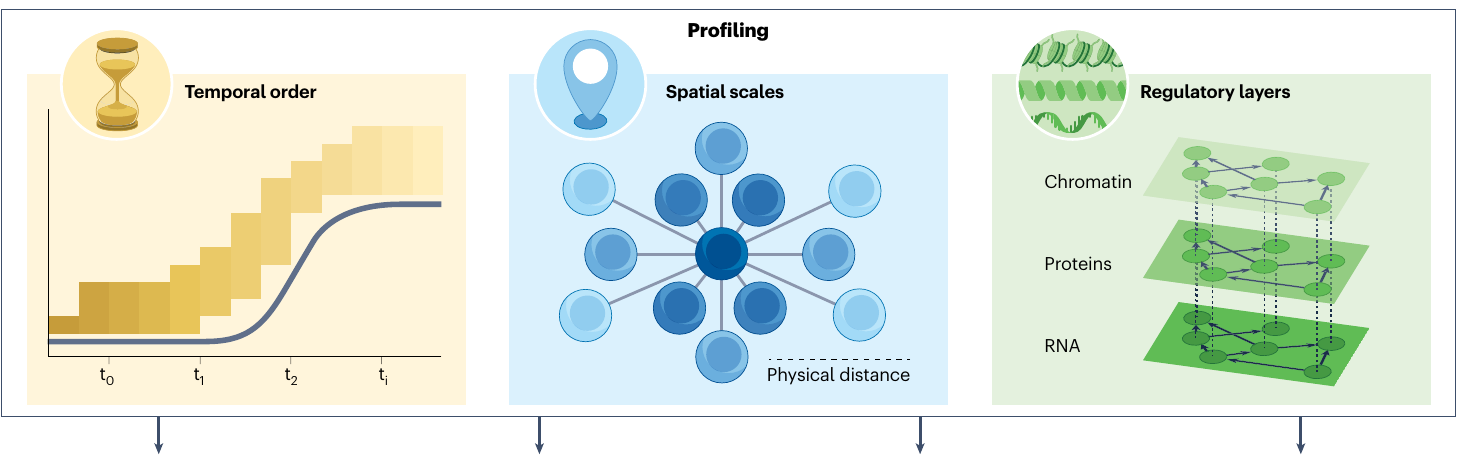 Profiling
Temporal order
t0
t1
t2
ti
Spatial scales
Physical distance
Regulatory layers
Chromatin
Proteins
RNA